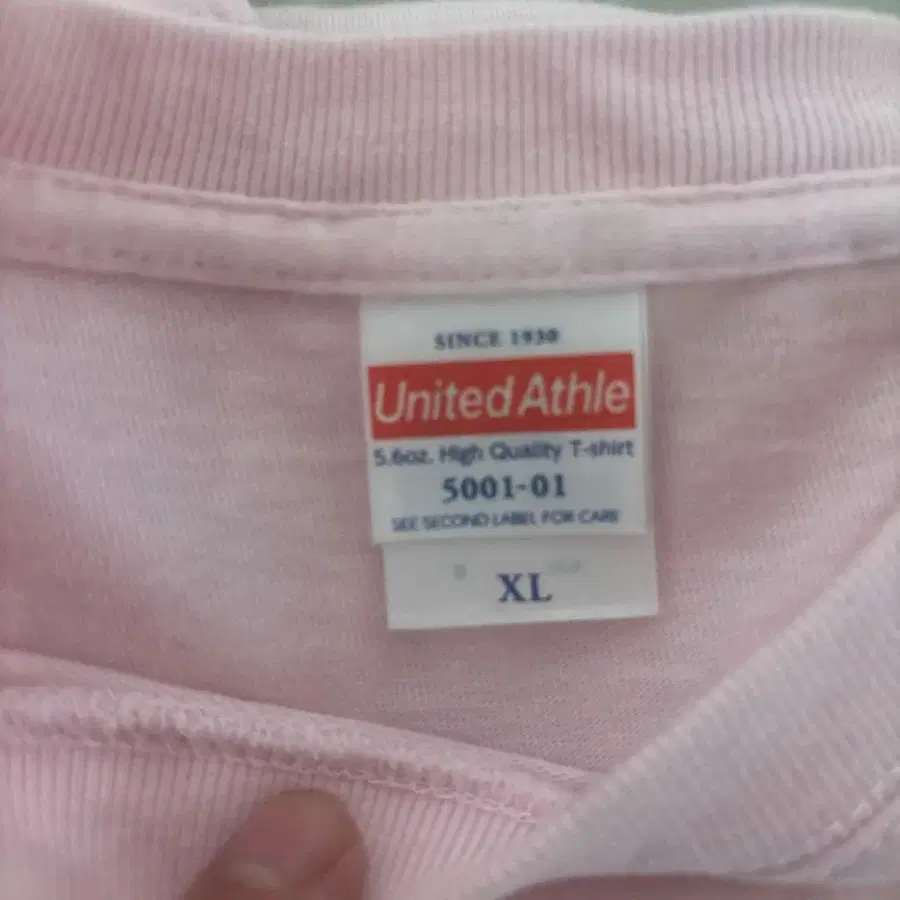 SINCE 1930
United Athle
5.6oz. High Quality T-shirt
5001-01
SEE SECOND LABEL FOR CARE
XL